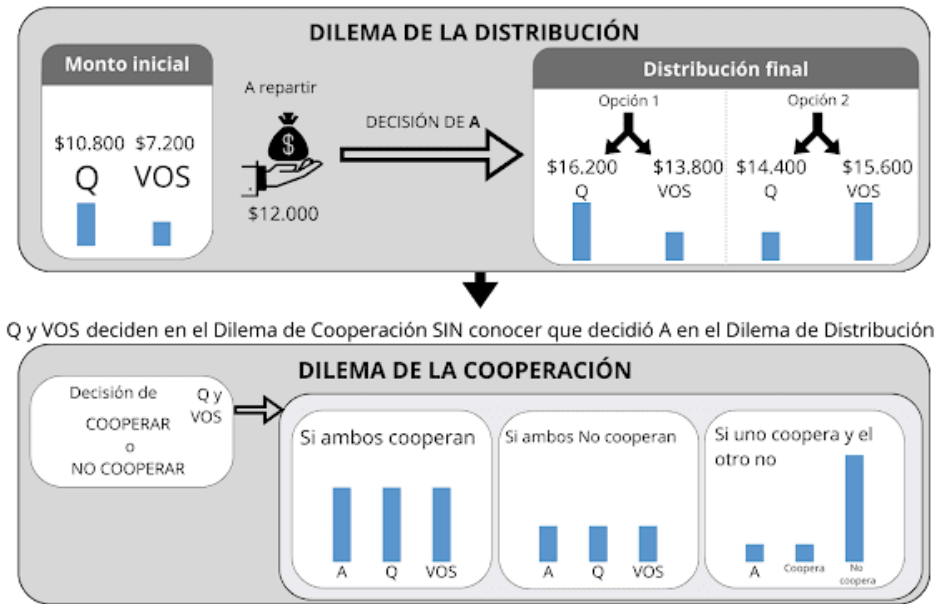 DILEMA DE LA DISTRIBUCIÓN
Monto inicial
$10.800 $7.200
Q VOS
A repartir
$
$12.000
DECISIÓN DE A
Distribución final
Opción 1
Opción 2
$16.200 $13.800 $14.400 $15.600
Q VOS Q VOS
Q y VOS deciden en el Dilema de Cooperación SIN conocer que decidió A en el Dilema de Distribución
DILEMA DE LA COOPERACIÓN
Decisión de
COOPERAR
o
NO COOPERAR
Q y
VOS
Si ambos cooperan
A Q VOS
Si ambos No cooperan
A Q VOS
Si uno coopera y el
otro no
A Coopera No
coopera